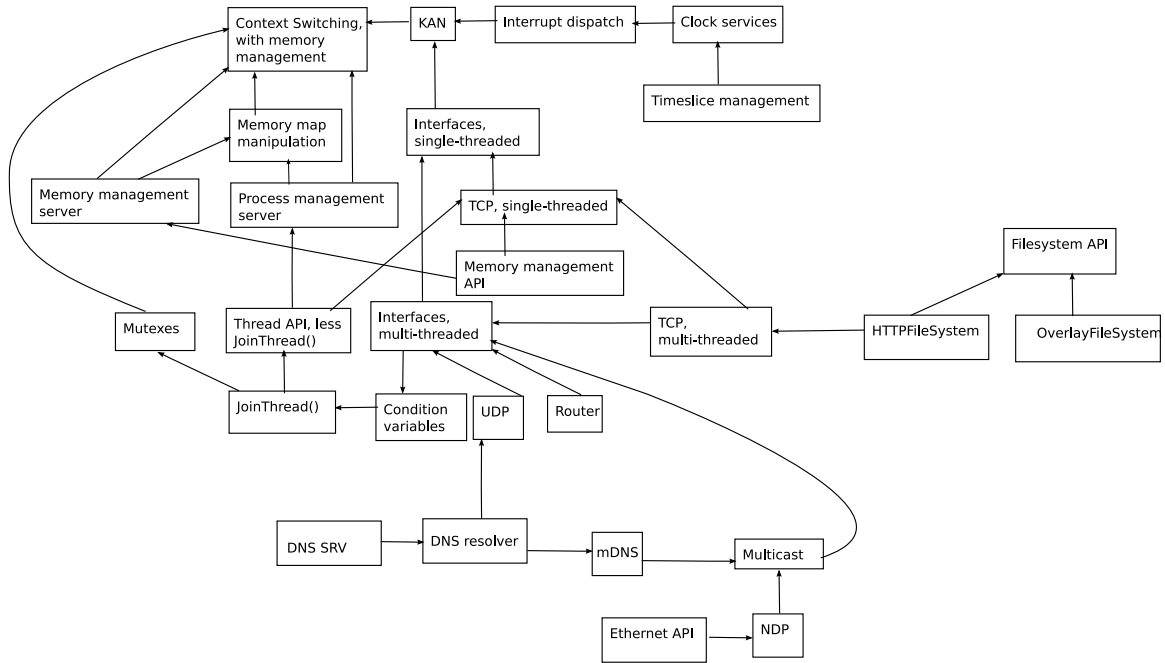 Context Switching,
with memory
management
KAN
Interrupt dispatch
Clock services
Timeslice management
Memory map
manipulation
Interfaces,
single-threaded
Memory management
server
Process management
server
TCP, single-threaded
Filesystem API
Memory management
API
Mutexes
Thread API, less
JoinThread()
Interfaces,
multi-threaded
TCP,
multi-threaded
HTTPFileSystem
OverlayFileSystem
JoinThread()
Condition
variables
UDP
Router
DNS SRV
DNS resolver
mDNS
Multicast
Ethernet API
NDP